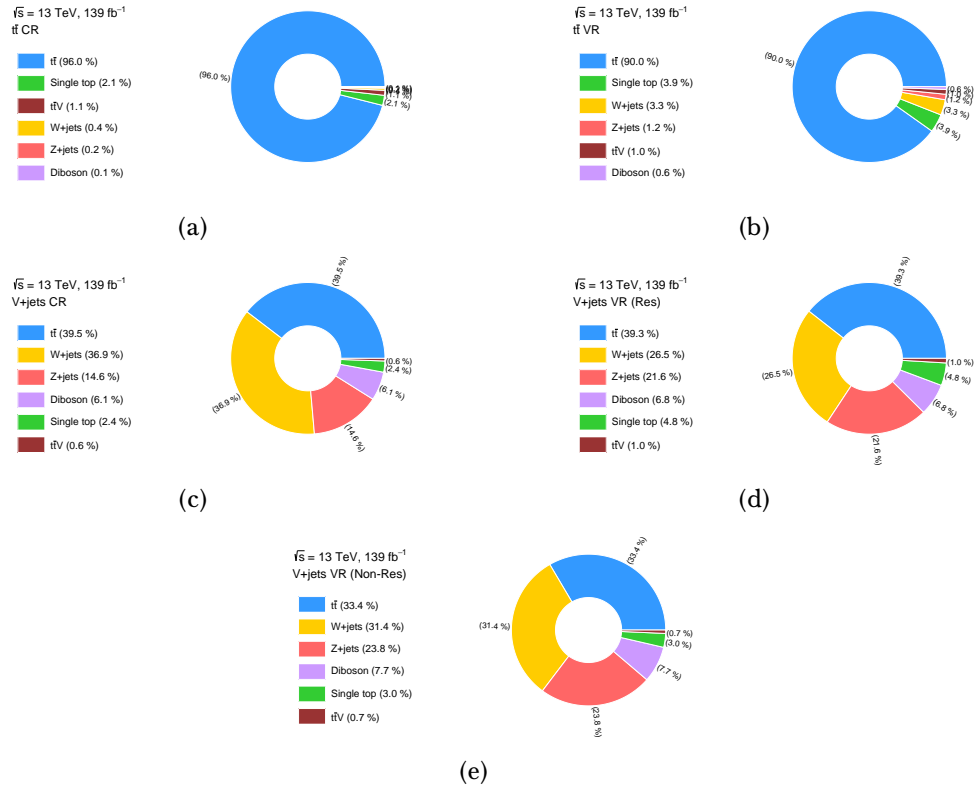 √s = 13 TeV, 139 fb⁻¹
tt̄ CR
tt̄ (96.0 %)
Single top (2.1 %)
tt̄V (1.1 %)
W+jets (0.4 %)
Z+jets (0.2 %)
Diboson (0.1 %)
(96.0 %)
(1.1 %)
(2.1 %)
(a)
√s = 13 TeV, 139 fb⁻¹
tt̄ VR
tt̄ (90.0 %)
Single top (3.9 %)
W+jets (3.3 %)
Z+jets (1.2 %)
tt̄V (1.0 %)
Diboson (0.6 %)
(90.0 %)
(0.6 %)
(1.0 %)
(1.2 %)
(3.3 %)
(3.9 %)
(b)
√s = 13 TeV, 139 fb⁻¹
V+jets CR
tt̄ (39.5 %)
W+jets (36.9 %)
Z+jets (14.6 %)
Diboson (6.1 %)
Single top (2.4 %)
tt̄V (0.6 %)
(39.5 %)
(36.9 %)
(0.6 %)
(2.4 %)
(6.1 %)
(14.6 %)
(c)
√s = 13 TeV, 139 fb⁻¹
V+jets VR (Res)
tt̄ (39.3 %)
W+jets (26.5 %)
Z+jets (21.6 %)
Diboson (6.8 %)
Single top (4.8 %)
tt̄V (1.0 %)
(39.3 %)
(26.5 %)
(1.0 %)
(4.8 %)
(6.8 %)
(21.6 %)
(d)
√s = 13 TeV, 139 fb⁻¹
V+jets VR (Non-Res)
tt̄ (33.4 %)
W+jets (31.4 %)
Z+jets (23.8 %)
Diboson (7.7 %)
Single top (3.0 %)
tt̄V (0.7 %)
(33.4 %)
(31.4 %)
(0.7 %)
(3.0 %)
(7.7 %)
(23.8 %)
(e)